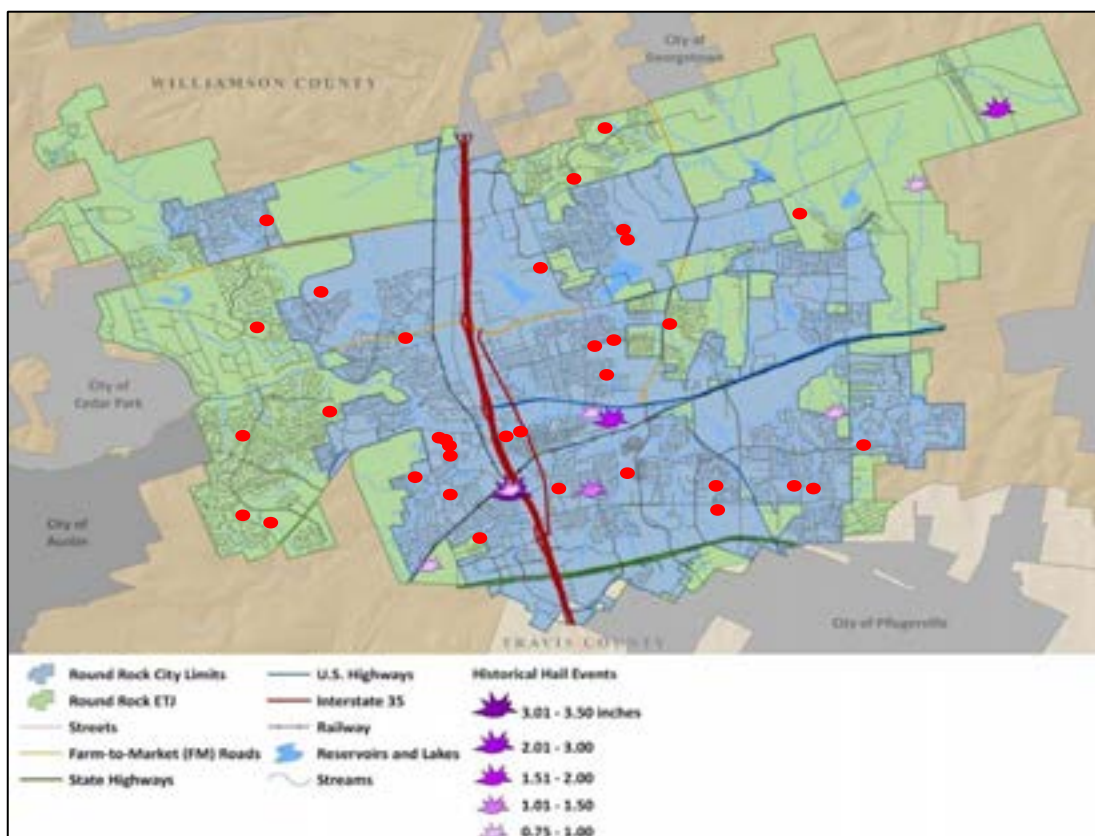 City of
Georgetown
WILLIAMSON COUNTY
City of
Cedar Park
City of
Austin
City of Pflugerville
TRAVIS COUNTY
Round Rock City Limits
Round Rock ETJ
Streets
Farm-to-Market (FM) Roads
State Highways
U.S. Highways
Interstate 35
Railway
Reservoirs and Lakes
Streams
Historical Hail Events
3.01 - 3.50 inches
2.01 - 3.00
1.51 - 2.00
1.01 - 1.50
0.75 - 1.00